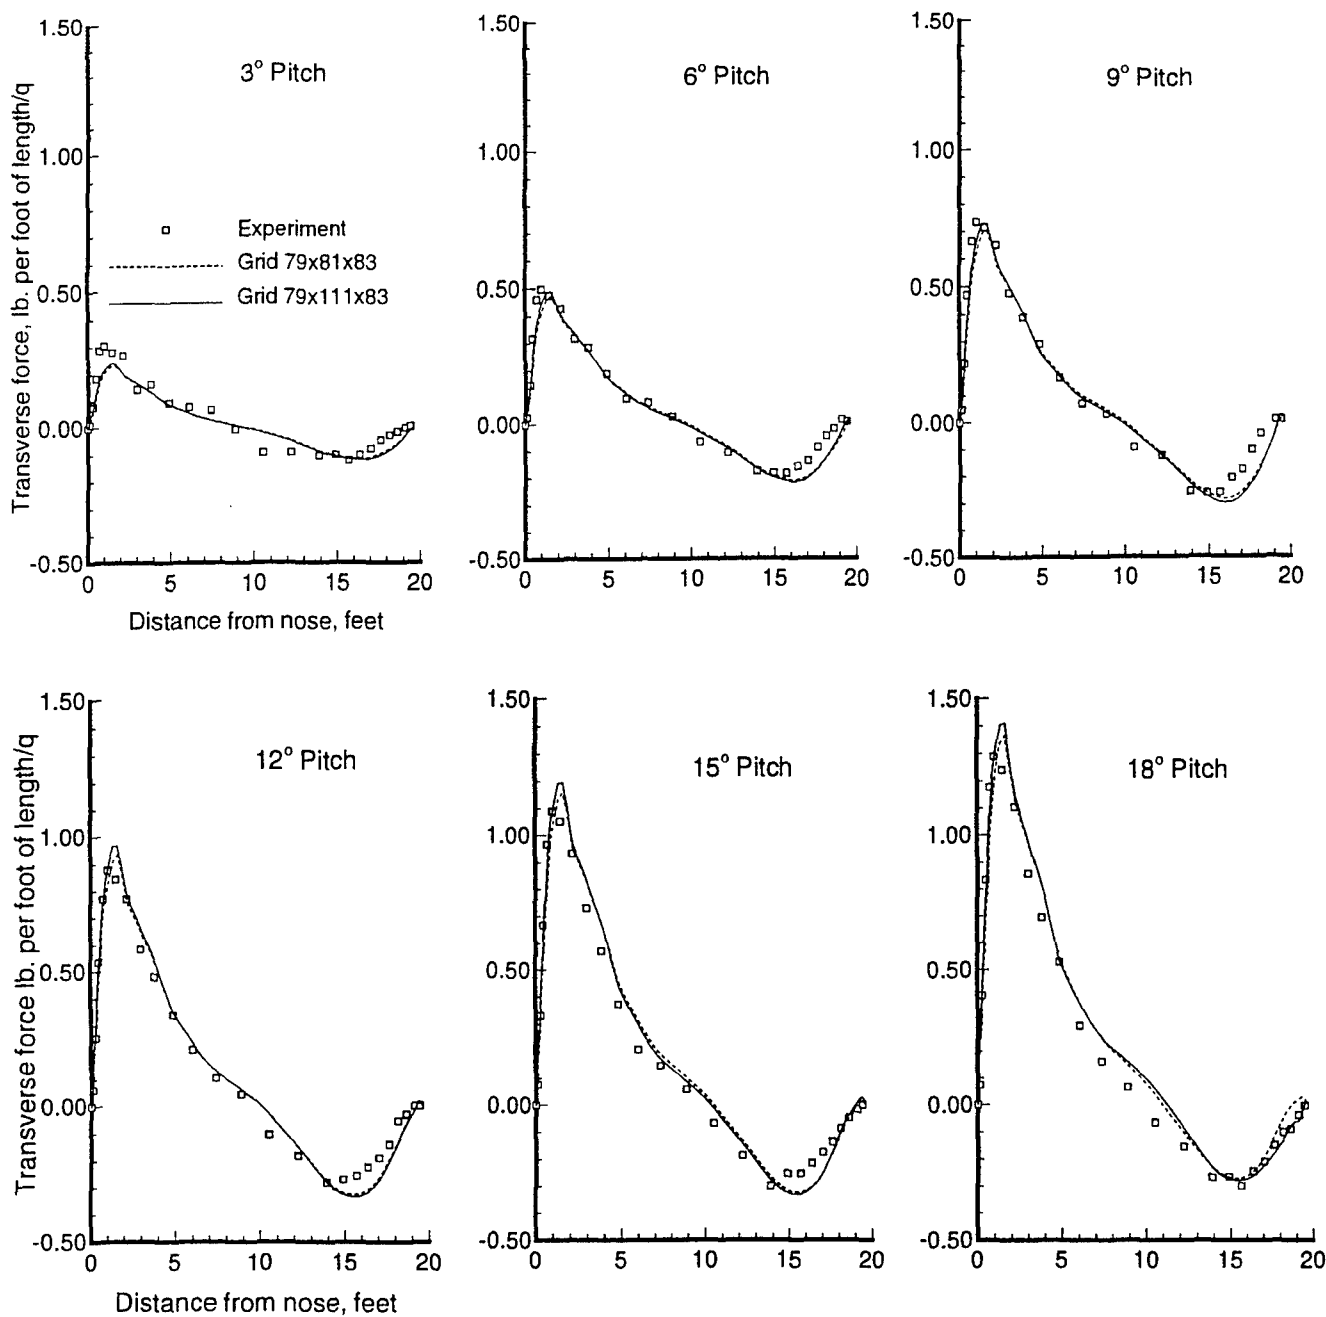 1.50
3° Pitch
1.00
Experiment
Grid 79x81x83
Grid 79x111x83
0.50
0.00
-0.50
0 5 10 15 20
Transverse force, lb. per foot of length/q
Distance from nose, feet
1.50
6° Pitch
1.00
0.50
0.00
-0.50
0 5 10 15 20
1.50
9° Pitch
1.00
0.50
0.00
-0.50
0 5 10 15 20
1.50
12° Pitch
1.00
0.50
0.00
-0.50
0 5 10 15 20
Transverse force lb. per foot of length/q
Distance from nose, feet
1.50
15° Pitch
1.00
0.50
0.00
-0.50
0 5 10 15 20
1.50
18° Pitch
1.00
0.50
0.00
-0.50
0 5 10 15 20